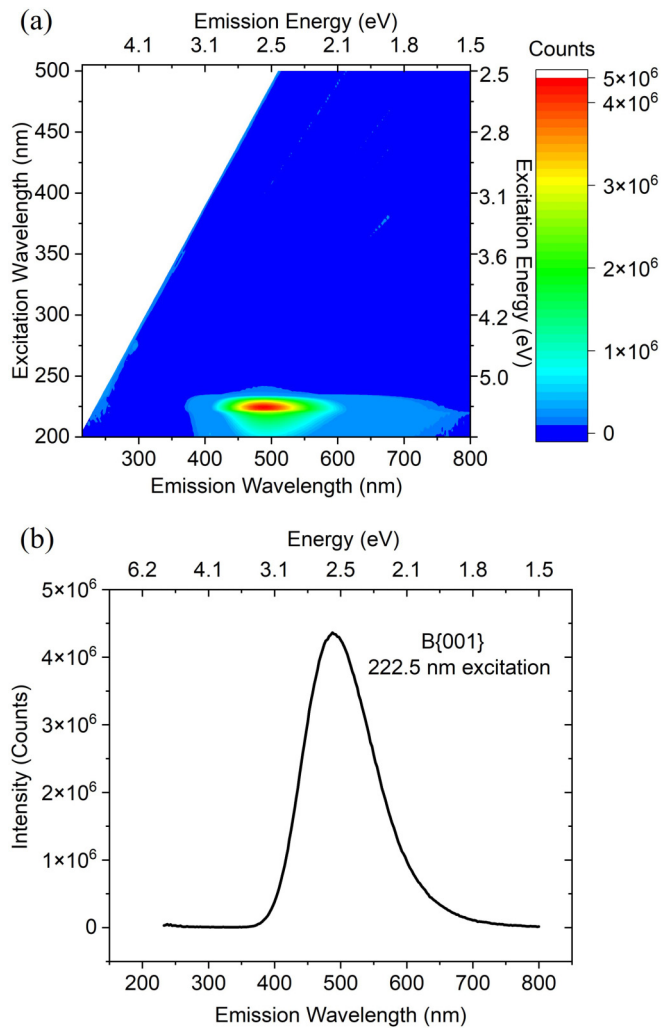 (a)
Emission Energy (eV)
4.1 3.1 2.5 2.1 1.8 1.5
Counts
500
450
400
350
300
250
200
Excitation Wavelength (nm)
2.5
2.8
3.1
3.6
4.2
5.0
Excitation Energy (eV)
5×10⁶
4×10⁶
3×10⁶
2×10⁶
1×10⁶
0
300 400 500 600 700 800
Emission Wavelength (nm)
(b)
Energy (eV)
6.2 4.1 3.1 2.5 2.1 1.8 1.5
5×10⁶
4×10⁶
3×10⁶
2×10⁶
1×10⁶
0
Intensity (Counts)
B{001}
222.5 nm excitation
200 300 400 500 600 700 800
Emission Wavelength (nm)